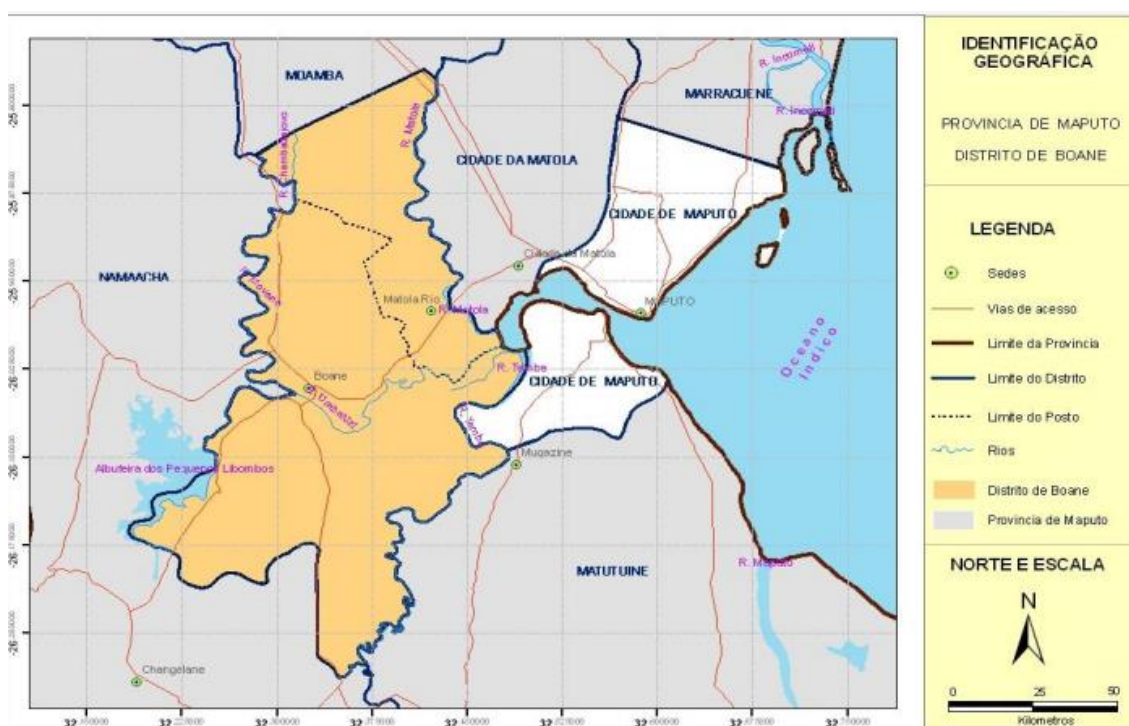 MOAMBA
MARRACUENE
R. Incomati
R. Incomati
R. Matola
CIDADE DA MATOLA
CIDADE DE MAPUTO
NAMAACHA
Cidade da Matola
R. Movene
Matola Rio
R. Matola
MAPUTO
Oceano
Indico
Boane
R. Tembe
CIDADE DE MAPUTO
R. Tembe
Mugazine
Albufeira dos Pequenos Libombos
MATUTUINE
R. Maputo
Changalane
IDENTIFICAÇÃO
GEOGRÁFICA
PROVINCIA DE MAPUTO
DISTRITO DE BOANE
LEGENDA
Sedes
Vias de acesso
Limite da Provincia
Limite do Distrito
Limite do Posto
Rios
Distrito de Boane
Provincia de Maputo
NORTE E ESCALA
N
0 25 50
Kilometros